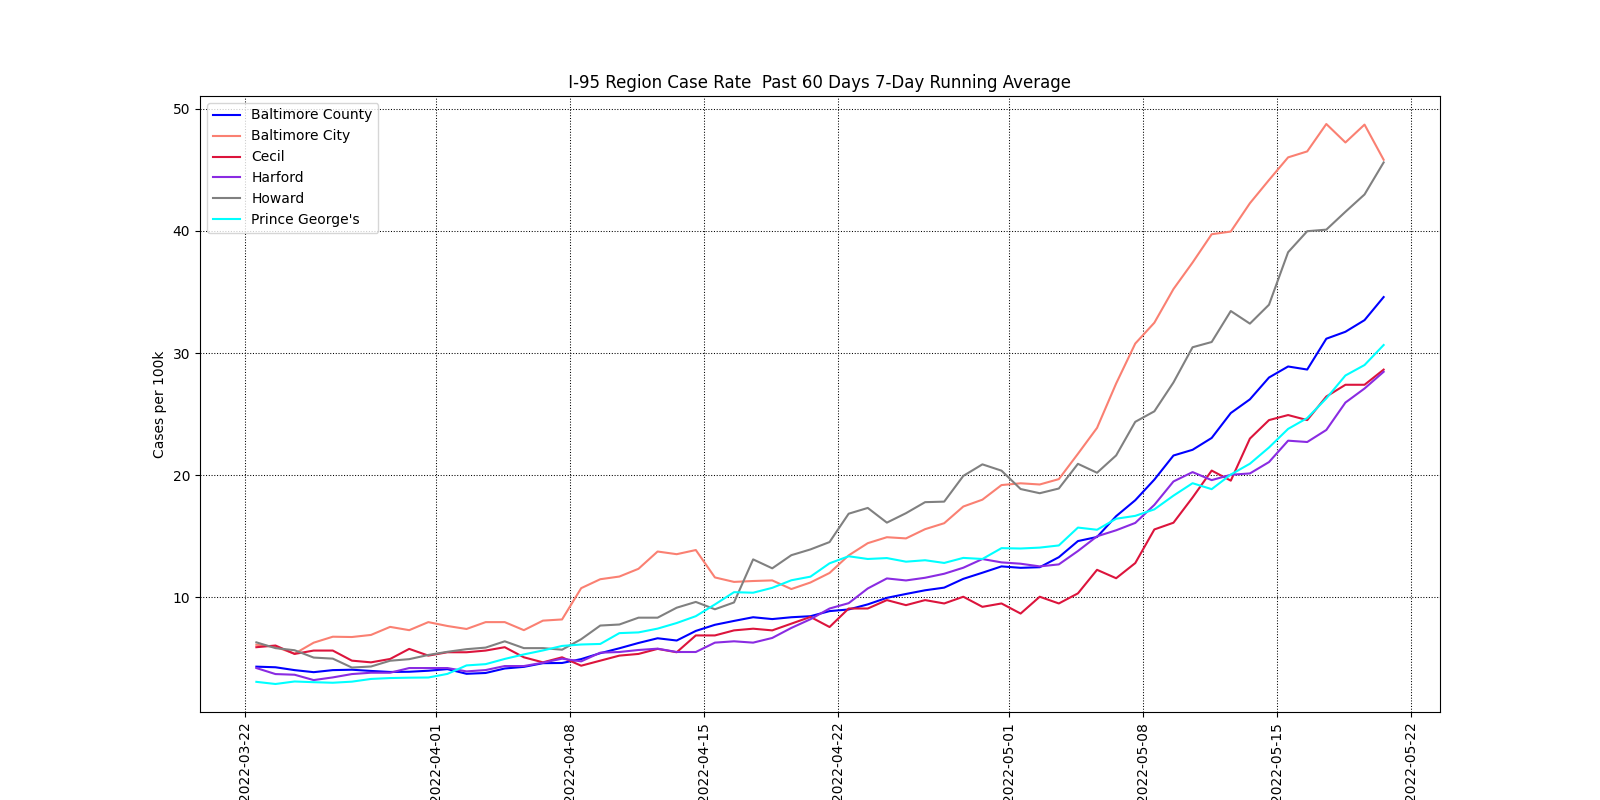 I-95 Region Case Rate  Past 60 Days 7-Day Running Average
Baltimore County
Baltimore City
Cecil
Harford
Howard
Prince George's
Cases per 100k
50
40
30
20
10
2022-03-22
2022-04-01
2022-04-08
2022-04-15
2022-04-22
2022-05-01
2022-05-08
2022-05-15
2022-05-22